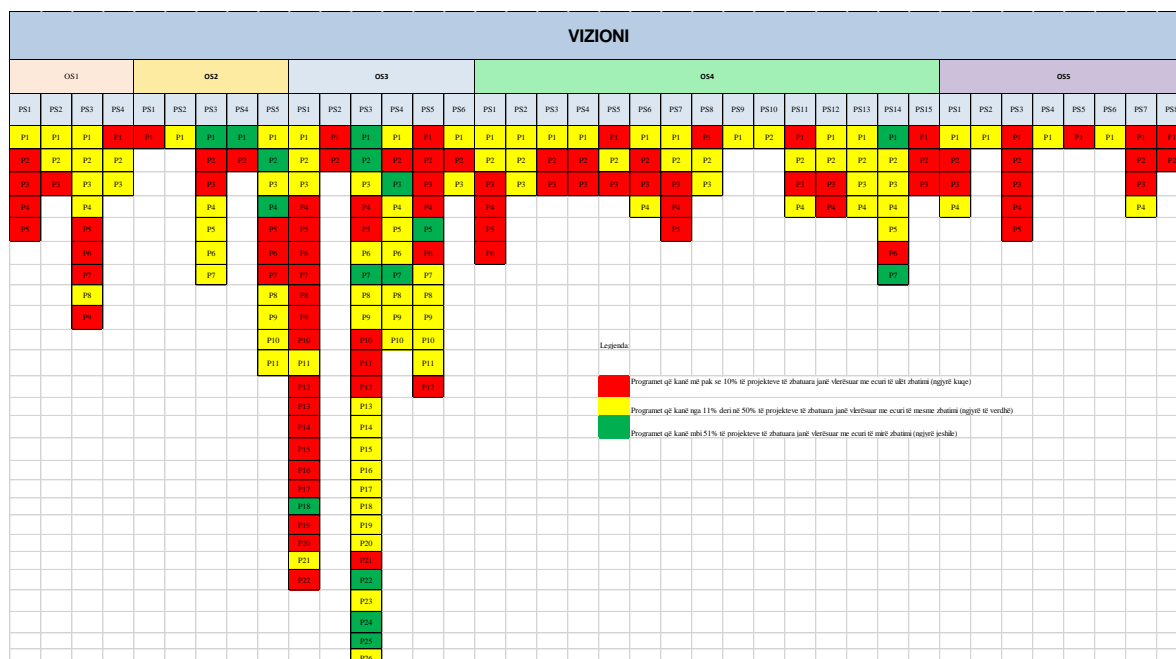 VIZIONI
OS1 OS2 OS3 OS4 OS5
PS1 PS2 PS3 PS4 PS1 PS2 PS3 PS4 PS5 PS1 PS2 PS3 PS4 PS5 PS6 PS1 PS2 PS3 PS4 PS5 PS6 PS7 PS8 PS9 PS10 PS11 PS12 PS13 PS14 PS15 PS1 PS2 PS3 PS4 PS5 PS6 PS7 PS8
P1 P1 P1 P1 P1 P1 P1 P1 P1 P1 P1 P1 P1 P1 P1 P1 P1 P1 P1 P1 P1 P1 P1 P1 P2 P1 P1 P1 P1 P1 P1 P1 P1 P1 P1 P1 P1 P1
P2 P2 P2 P2 P2 P2 P2 P2 P2 P2 P2 P2 P2 P2 P2 P2 P2 P2 P2 P2 P2 P2 P2 P2 P2 P2 P2 P2 P2 P2
P3 P3 P3 P3 P3 P3 P3 P3 P3 P3 P3 P3 P3 P3 P3 P3 P3 P3 P3 P3 P3 P3 P3 P3 P3 P3 P3
P4 P4 P4 P4 P4 P4 P4 P4 P4 P4 P4 P4 P4 P4 P4 P4 P4 P4
P5 P5 P5 P5 P5 P5 P5 P5 P5 P5 P5 P5
P6 P6 P6 P6 P6 P6 P6 P6 P6
P7 P7 P7 P7 P7 P7 P7 P7
P8 P8 P8 P8 P8 P8
P9 P9 P9 P9 P9 P9
P10 P10 P10 P10 P10
Legjenda:
P11 P11 P11 P11
P12 P12 P12
Programet që kanë më pak se 10% të projekteve të zbatuara janë vlerësuar me ecuri të ulët zbatimi (ngjyrë kuqe)
P13 P13
Programet që kanë nga 11% deri në 50% të projekteve të zbatuara janë vlerësuar me ecuri të mesme zbatimi (ngjyrë të verdhë)
P14 P14
Programet që kanë mbi 51% të projekteve të zbatuara janë vlerësuar me ecuri të mirë zbatimi (ngjyrë jeshile)
P15 P15
P16 P16
P17 P17
P18 P18
P19 P19
P20 P20
P21 P21
P22 P22
P23
P24
P25
P26